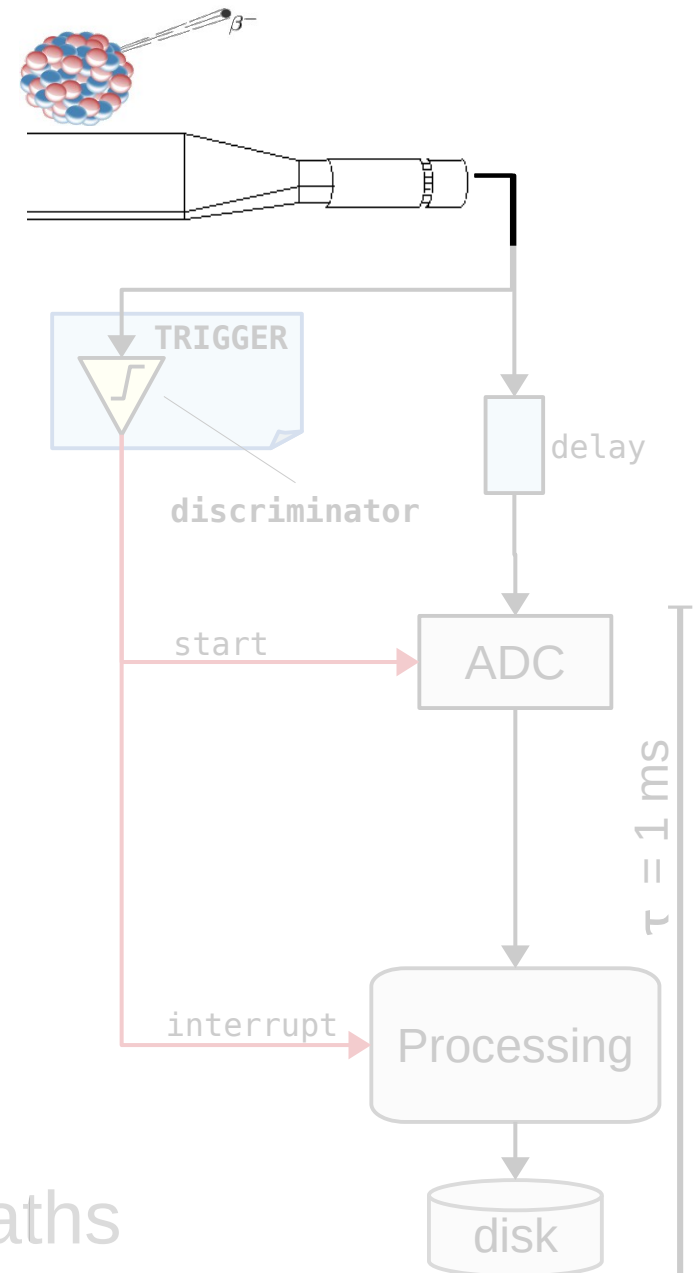 β⁻
TRIGGER
delay
discriminator
start
ADC
τ = 1 ms
interrupt
Processing
aths
disk